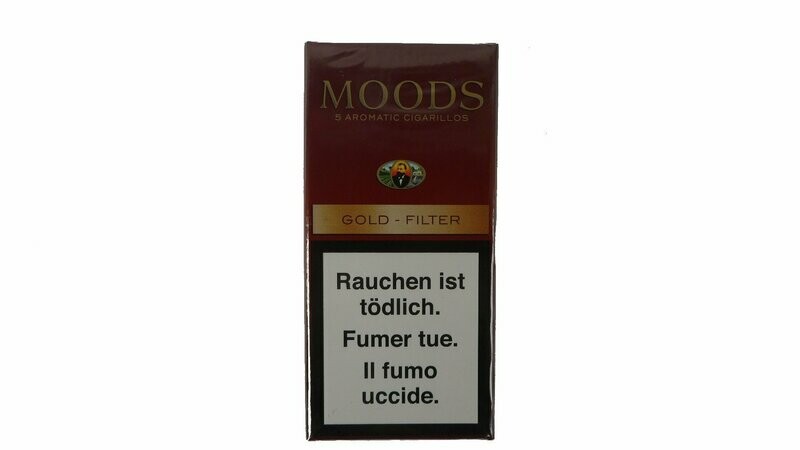 MOODS
5 AROMATIC CIGARILLOS
GOLD - FILTER
Rauchen ist
tödlich.
Fumer tue.
Il fumo
uccide.